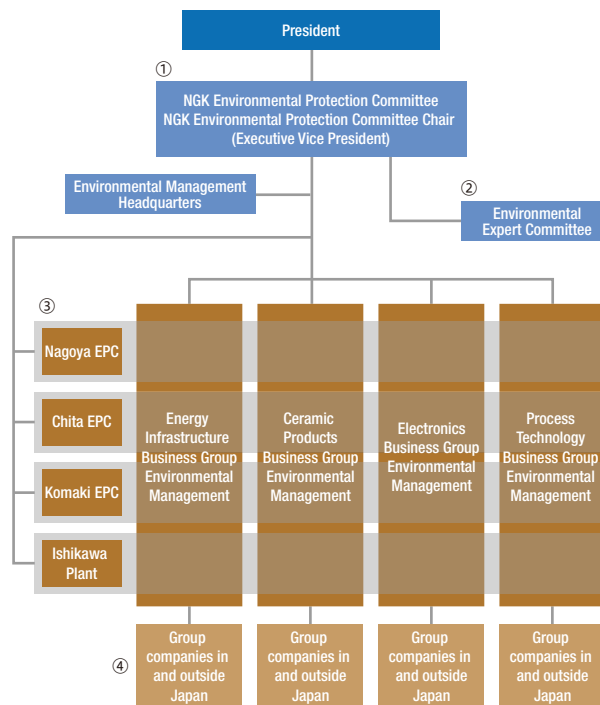 President
①
NGK Environmental Protection Committee
NGK Environmental Protection Committee Chair
(Executive Vice President)
Environmental Management
Headquarters
②
Environmental
Expert Committee
③
Nagoya EPC
Chita EPC
Komaki EPC
Ishikawa
Plant
Energy
Infrastructure
Business Group
Environmental
Management
Ceramic
Products
Business Group
Environmental
Management
Electronics
Business Group
Environmental
Management
Process
Technology
Business Group
Environmental
Management
④
Group
companies in
and outside
Japan
Group
companies in
and outside
Japan
Group
companies in
and outside
Japan
Group
companies in
and outside
Japan